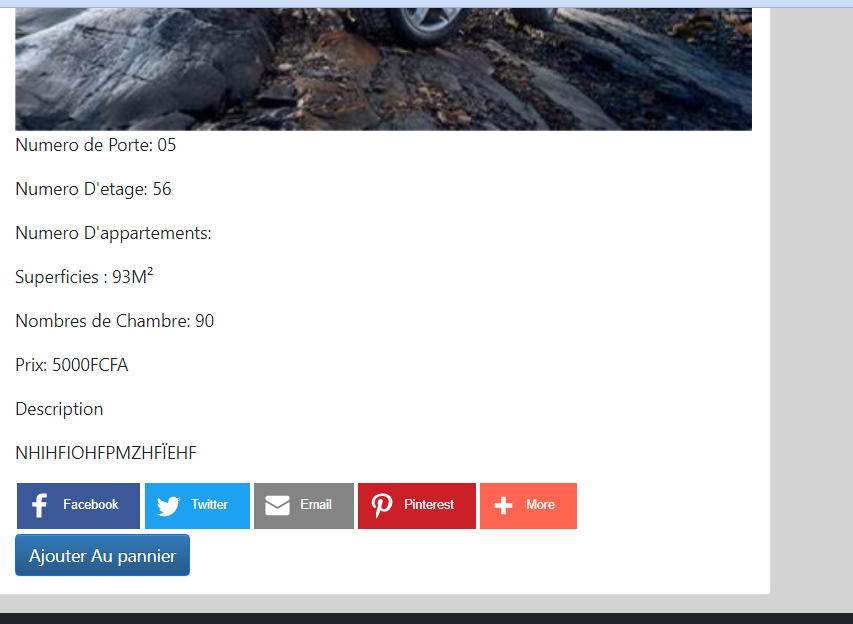 Numero de Porte: 05
Numero D'etage: 56
Numero D'appartements:
Superficies : 93M²
Nombres de Chambre: 90
Prix: 5000FCFA
Description
NHIHFIOHFPMZHFÏEHF
Facebook Twitter Email Pinterest More
Ajouter Au pannier